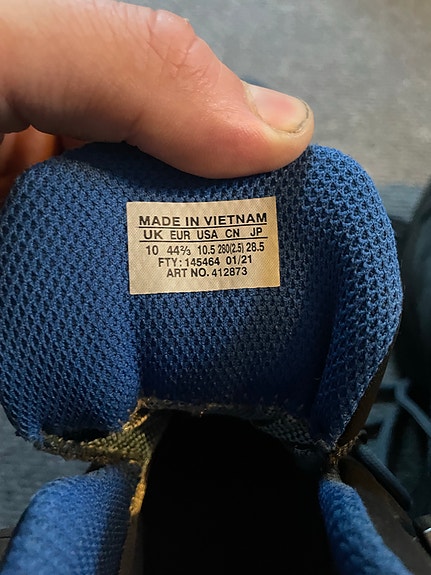 MADE IN VIETNAM
UK EUR USA CN JP
10 44⅔ 10.5 280(2.5) 28.5
FTY: 145464 01/21
ART NO. 412873